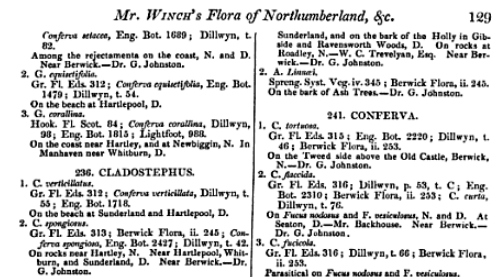 Mr. WINCH's Flora of Northumberland, &c. 129
Conferva setacea, Eng. Bot. 1689; Dillwyn, t.
82.
Among the rejectamenta on the coast, N. and D.
Near Berwick.—Dr. G. Johnston.
2. G. equisetifolia.
Gr. Fl. Eds. 312; Conferva equisetifolia, Eng. Bot.
1479; Dillwyn, t. 54.
On the beach at Hartlepool, D.
3. G. corallina.
Hook. Fl. Scot. 84; Conferva corallina, Dillwyn,
98; Eng. Bot. 1815; Lightfoot, 988.
On the coast near Hartley, and at Newbiggin, N. In
Manhaven near Whitburn, D.
236. CLADOSTEPHUS.
1. C. verticillatus.
Gr. Fl. Eds. 312; Conferva verticillata, Dillwyn, t.
55; Eng. Bot. 1718.
On the beach at Sunderland and Hartlepool, D.
2. C. spongiosus.
Gr. Fl. Eds. 313; Berwick Flora, ii. 245; Con-
ferva spongiosa, Eng. Bot. 2427; Dillwyn, t. 42.
On rocks near Hartley, N. Near Hartlepool, Whit-
burn, and Sunderland, D. Near Berwick.—Dr.
G. Johnston.
Sunderland, and on the bark of the Holly in Gib-
side and Ravensworth Woods, D. On rocks at
Roadley, N.—W. C. Trevelyan, Esq. Near Ber-
wick.—Dr. G. Johnston.
2. A. Linnæi.
Spreng. Syst. Veg. iv. 345; Berwick Flora, ii. 245.
On the bark of Ash Trees.—Dr. G. Johnston.
241. CONFERVA.
1. C. tortuosa.
Gr. Fl. Eds. 315; Eng. Bot. 2220; Dillwyn, t.
46; Berwick Flora, ii. 253.
On the Tweed side above the Old Castle, Berwick,
N.—Dr. G. Johnston.
2. C. flaccida.
Gr. Fl. Eds. 316; Dillwyn, p. 53, t. C; Eng.
Bot. 2310; Berwick Flora, ii. 253; C. curta,
Dillwyn, t. 76.
On Fucus nodosus and F. vesiculosus, N. and D. At
Seaton, D.—Mr. Backhouse. Near Berwick.—
Dr. G. Johnston.
3. C. fucicola.
Gr. Fl. Eds. 316; Dillwyn, t. 66; Berwick Flora,
ii. 253.
Parasitical on Fucus nodosus and F. vesiculosus.